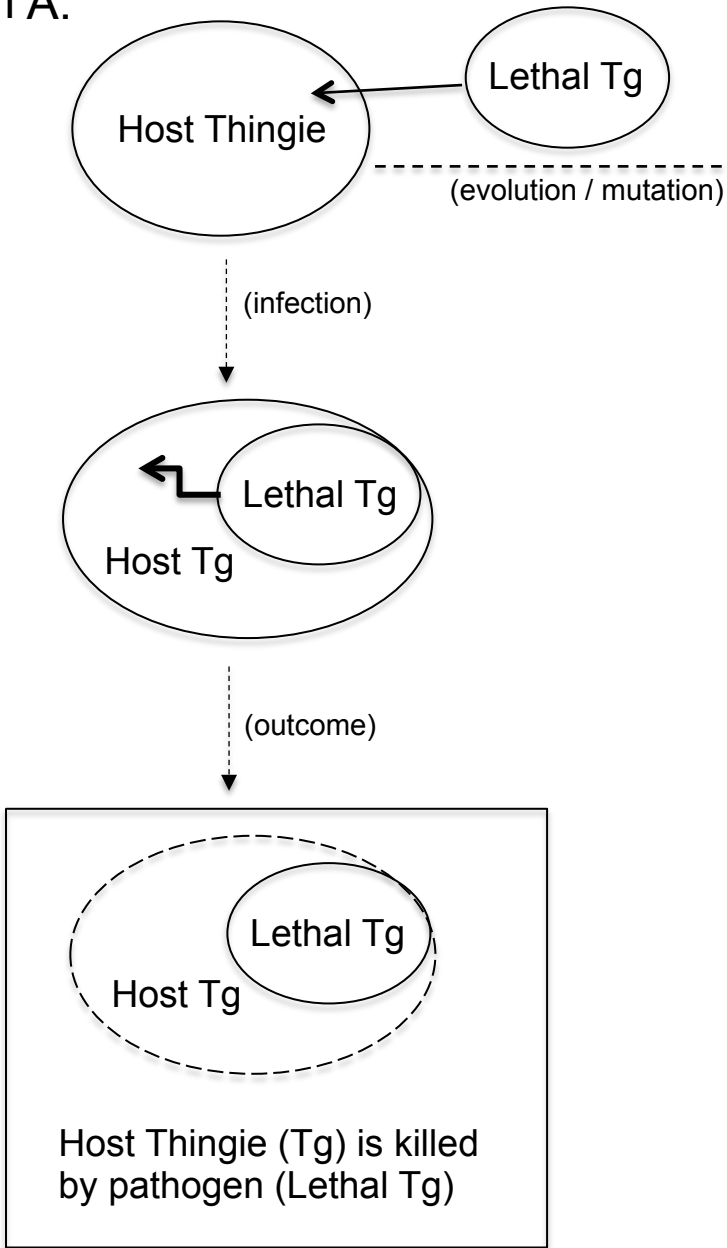 A.
Host Thingie
Lethal Tg
(evolution / mutation)
(infection)
Lethal Tg
Host Tg
(outcome)
Lethal Tg
Host Tg
Host Thingie (Tg) is killed
by pathogen (Lethal Tg)